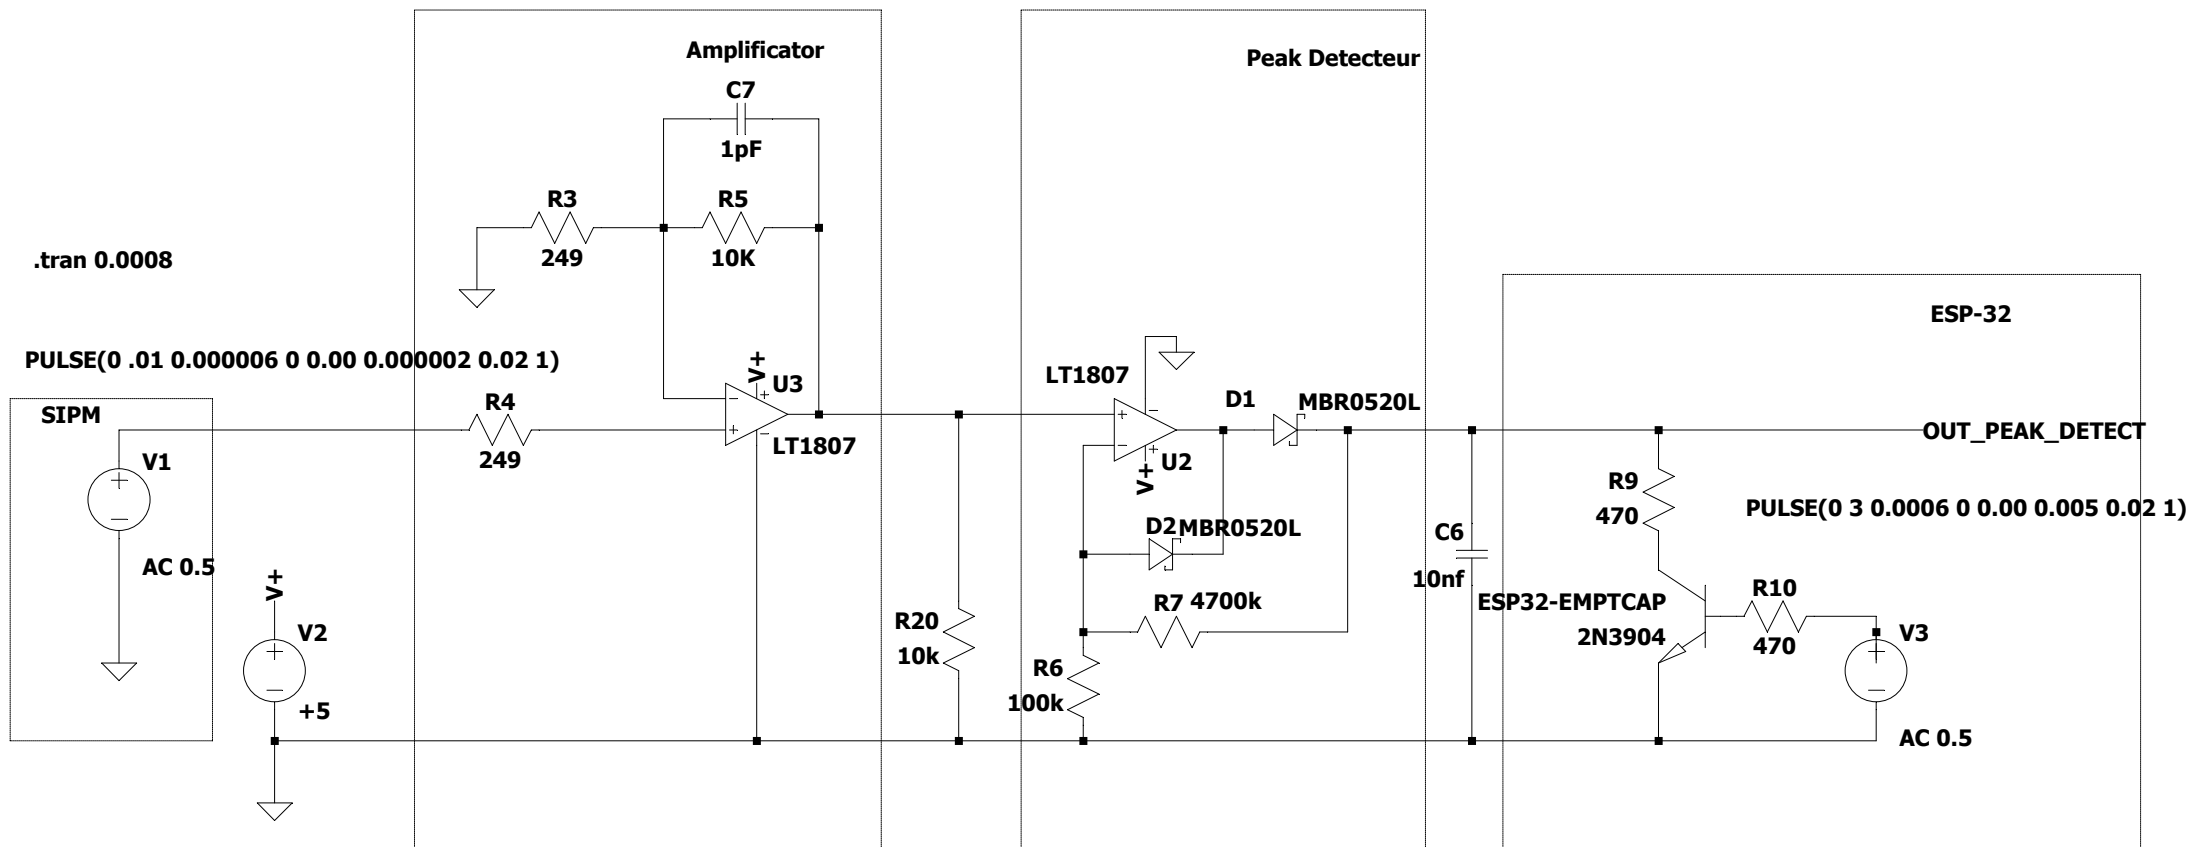 Amplificator
Peak Detecteur
C7
1pF
R3
249
R5
10K
.tran 0.0008
ESP-32
PULSE(0 .01 0.000006 0 0.00 0.000002 0.02 1)
V+
U3
LT1807
LT1807
D1
MBR0520L
SIPM
R4
249
OUT_PEAK_DETECT
V1
V+
U2
R9
470
PULSE(0 3 0.0006 0 0.00 0.005 0.02 1)
D2
MBR0520L
C6
10nf
AC 0.5
V+
R7
4700k
ESP32-EMPTCAP
2N3904
R10
470
V2
+5
R20
10k
R6
100k
V3
AC 0.5